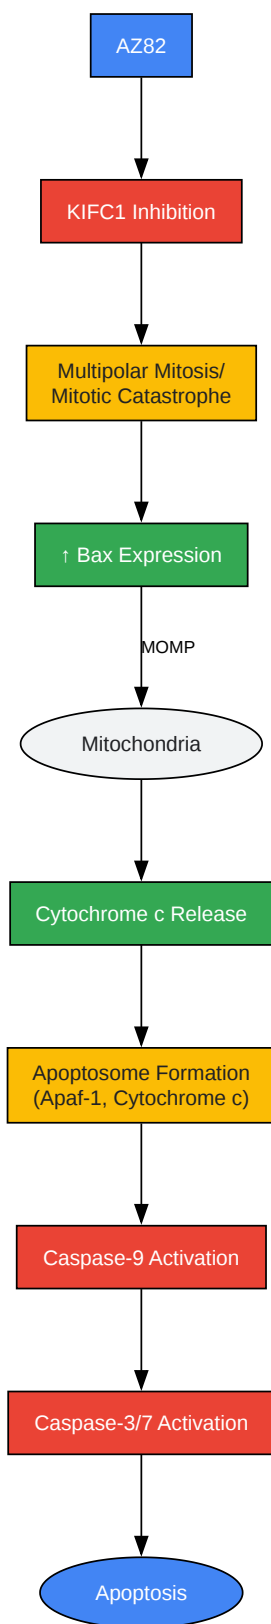 AZ82
KIFC1 Inhibition
Multipolar Mitosis/
Mitotic Catastrophe
↑ Bax Expression
MOMP
Mitochondria
Cytochrome c Release
Apoptosome Formation
(Apaf-1, Cytochrome c)
Caspase-9 Activation
Caspase-3/7 Activation
Apoptosis